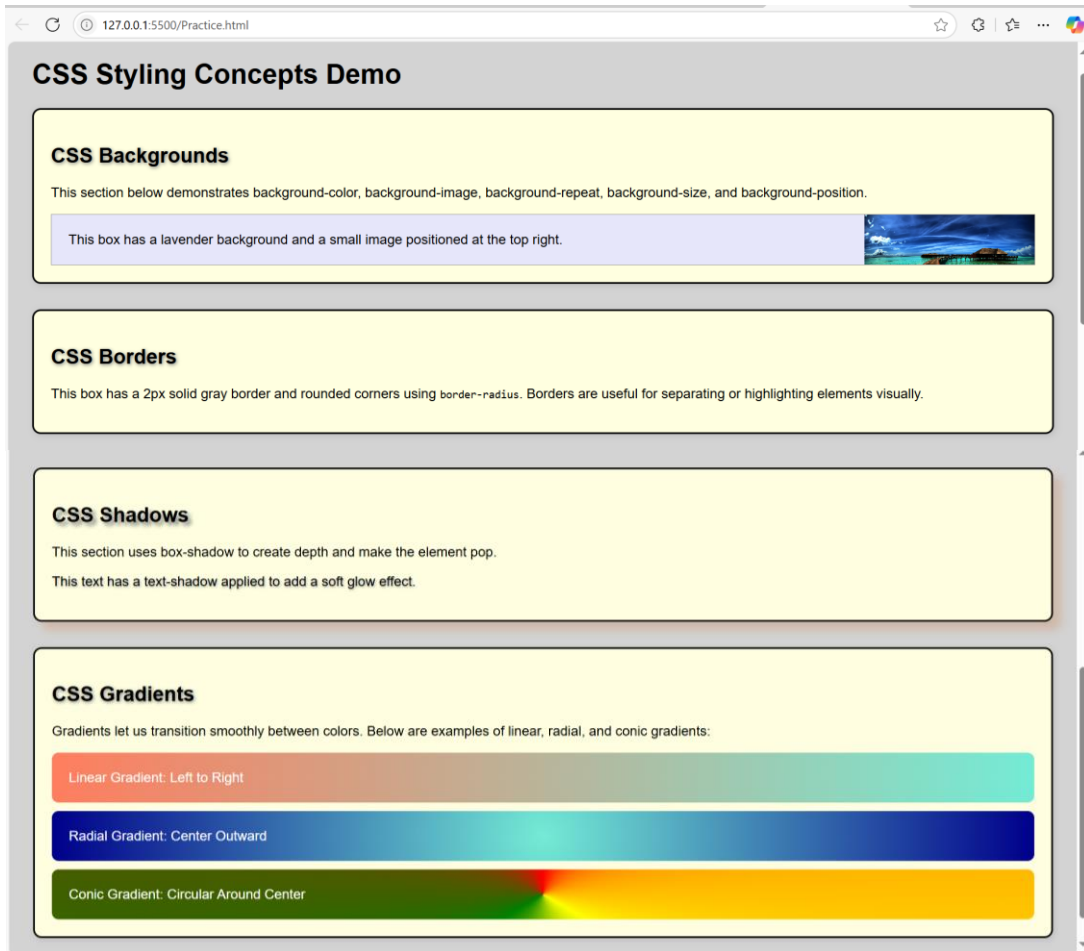 127.0.0.1:5500/Practice.html
CSS Styling Concepts Demo
CSS Backgrounds
This section below demonstrates background-color, background-image, background-repeat, background-size, and background-position.
This box has a lavender background and a small image positioned at the top right.
CSS Borders
This box has a 2px solid gray border and rounded corners using border-radius. Borders are useful for separating or highlighting elements visually.
CSS Shadows
This section uses box-shadow to create depth and make the element pop.
This text has a text-shadow applied to add a soft glow effect.
CSS Gradients
Gradients let us transition smoothly between colors. Below are examples of linear, radial, and conic gradients:
Linear Gradient: Left to Right
Radial Gradient: Center Outward
Conic Gradient: Circular Around Center